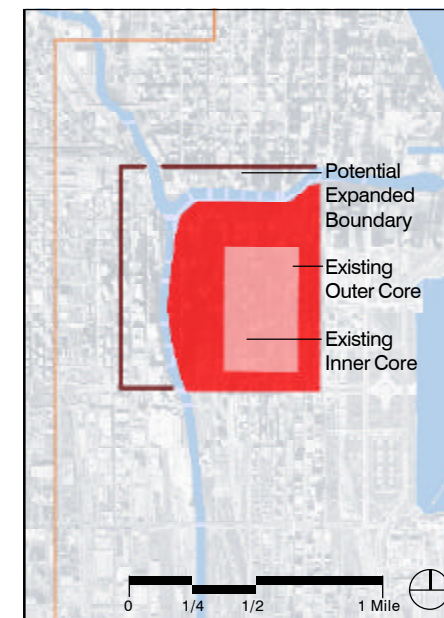 Potential
Expanded
Boundary
Existing
Outer Core
Existing
Inner Core
0 1/4 1/2 1 Mile